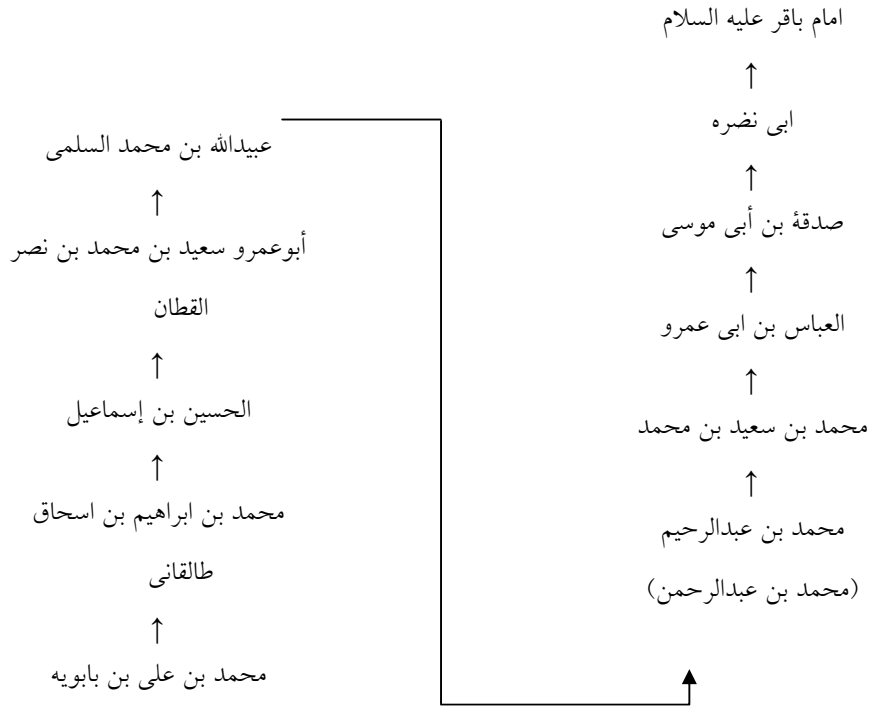 امام باقر علیه السلام
↑
ابی نضره
↑
صدقۀ بن أبی موسی
↑
العباس بن ابی عمرو
↑
محمد بن سعید بن محمد
↑
محمد بن عبدالرحیم
(محمد بن عبدالرحمن)
عبیدالله بن محمد السلمی
↑
أبوعمرو سعید بن محمد بن نصر
القطان
↑
الحسین بن إسماعیل
↑
محمد بن ابراهیم بن اسحاق
طالقانی
↑
محمد بن علی بن بابویه